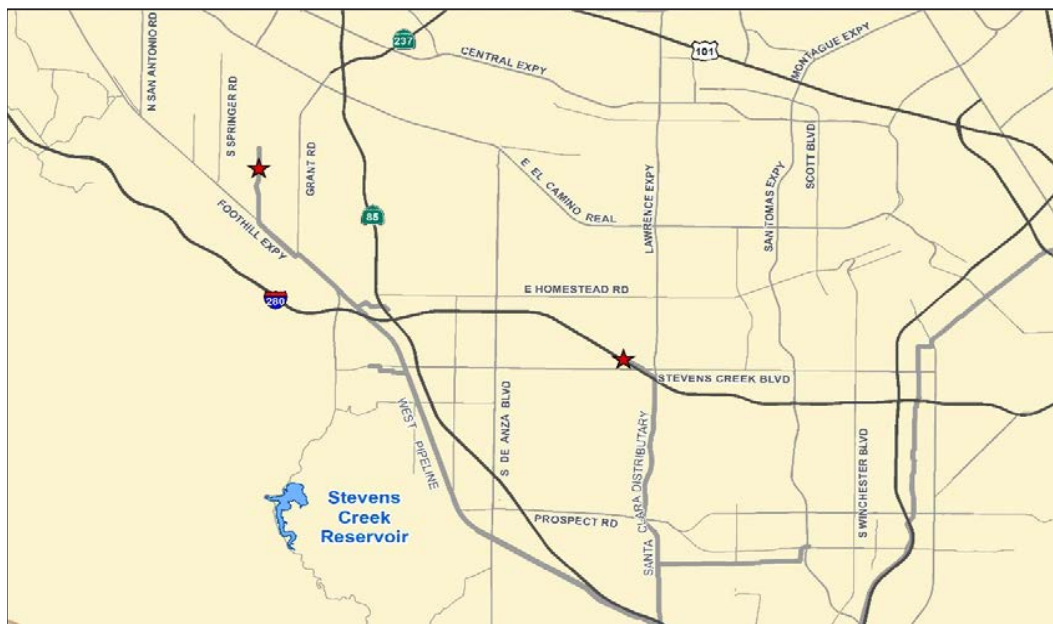 237
101
CENTRAL EXPY
MONTAGUE EXPY
N SAN ANTONIO RD
S SPRINGER RD
GRANT RD
SCOTT BLVD
E EL CAMINO REAL
LAWRENCE EXPY
SAN TOMAS EXPY
85
FOOTHILL EXPY
280
E HOMESTEAD RD
STEVENS CREEK BLVD
WEST PIPELINE
S DE ANZA BLVD
SANTA CLARA DISTRIBUTARY
S WINCHESTER BLVD
Stevens
Creek
Reservoir
PROSPECT RD